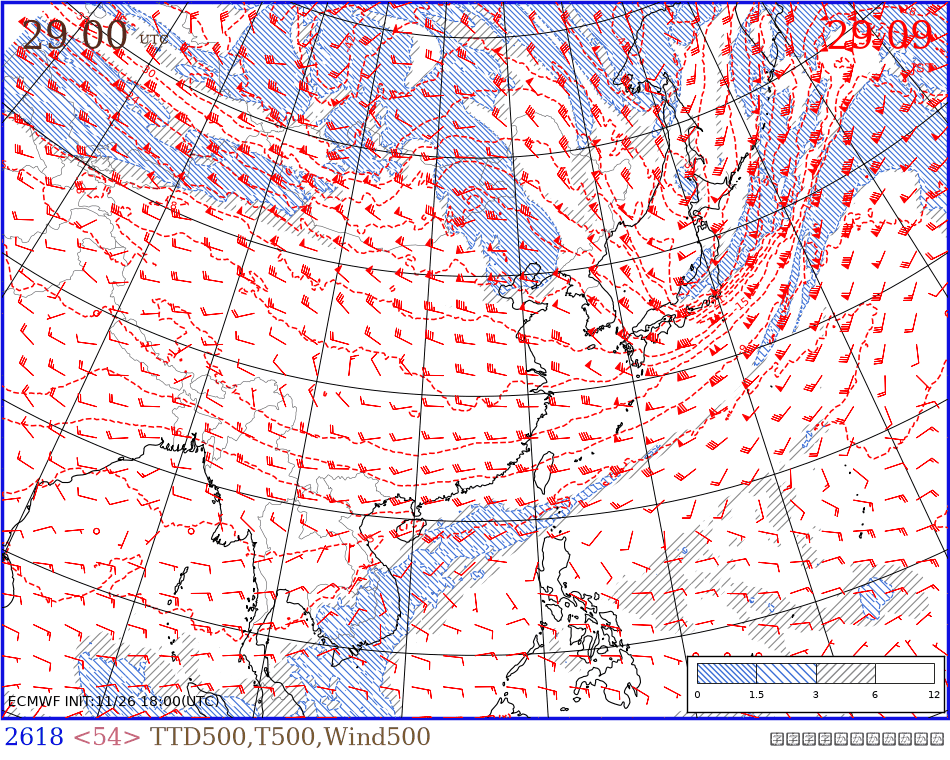 29.00 UTC
29.09
ECMWF INIT:11/26 18:00(UTC)
0 1.5 3 6 12
2618 <54> TTD500,T500,Wind500